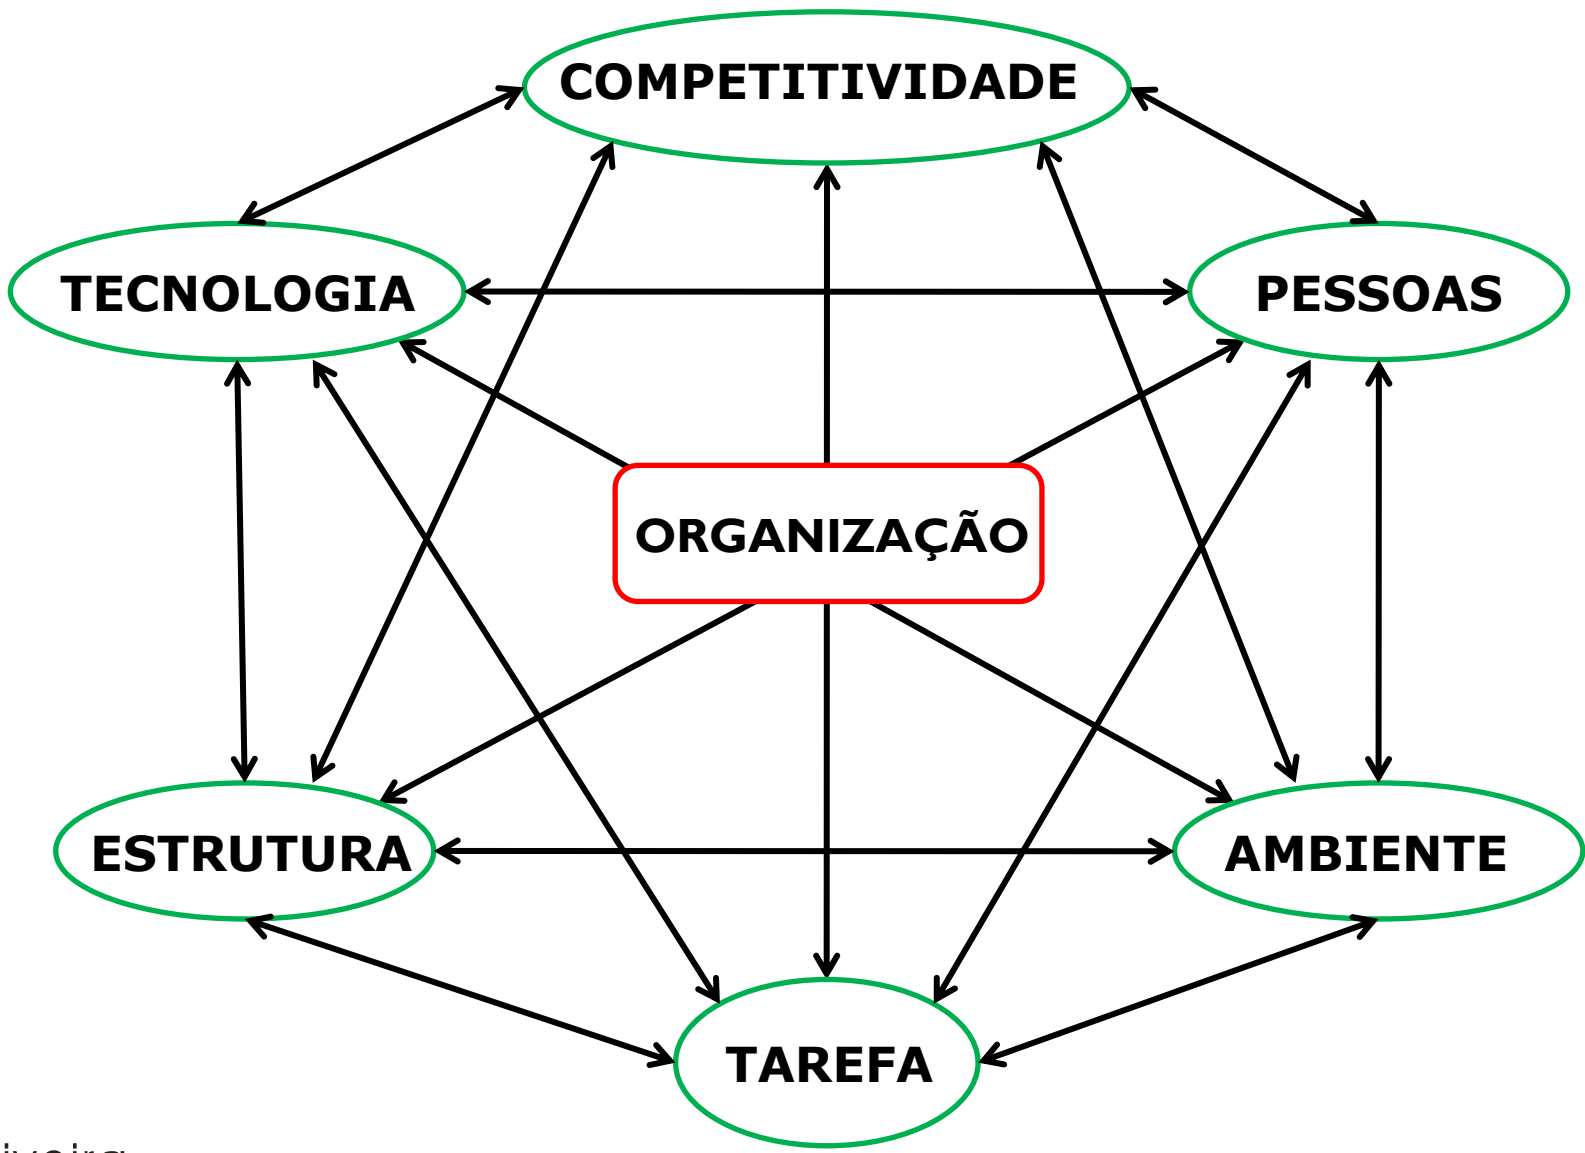 COMPETITIVIDADE
TECNOLOGIA
PESSOAS
ORGANIZAÇÃO
ESTRUTURA
AMBIENTE
TAREFA